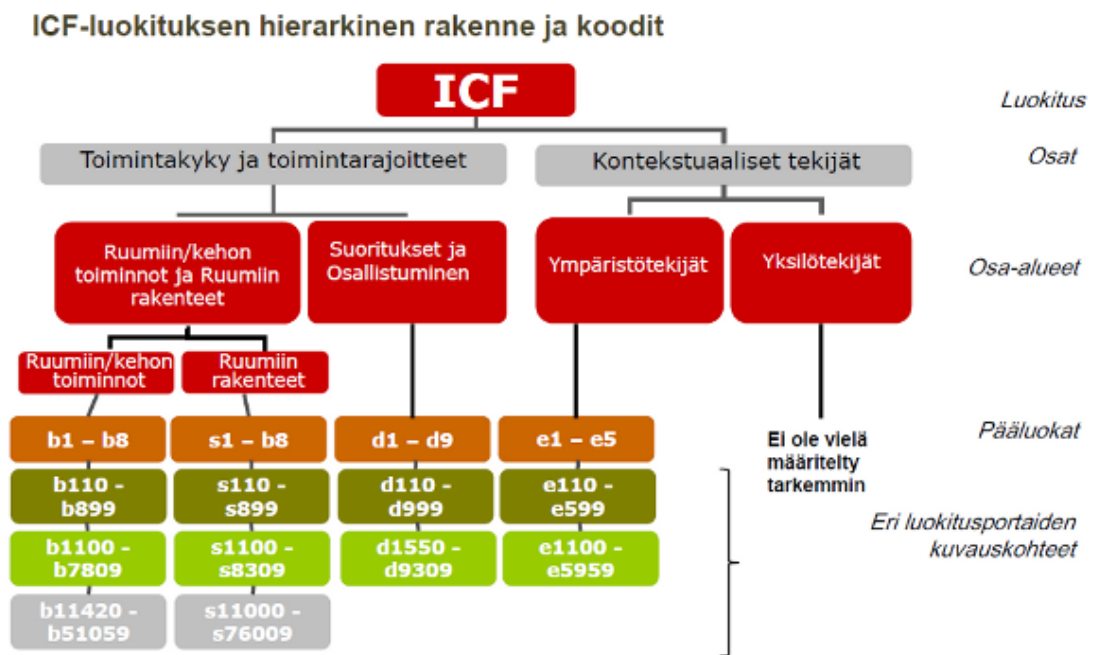 ICF-luokituksen hierarkinen rakenne ja koodit
ICF
Luokitus
Toimintakyky ja toimintarajoitteet
Kontekstuaaliset tekijät
Osat
Ruumiin/kehon
toiminnot ja Ruumiin
rakenteet
Suoritukset ja
Osallistuminen
Ympäristötekijät
Yksilötekijät
Osa-alueet
Ruumiin/kehon
toiminnot
Ruumiin
rakenteet
b1 – b8
s1 – b8
d1 – d9
e1 – e5
Ei ole vielä
määritelty
tarkemmin
Pääluokat
b110 -
b899
s110 -
s899
d110 -
d999
e110 -
e599
Eri luokitusportaiden
kuvauskohteet
b1100 -
b7809
s1100 -
s8309
d1550 -
d9309
e1100 -
e5959
b11420 -
b51059
s11000 -
s76009